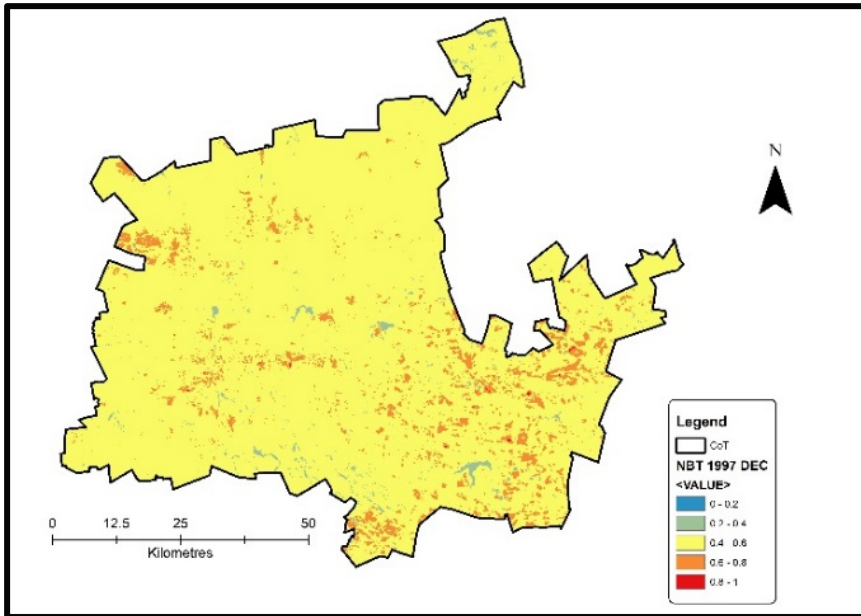 N
Legend
CoT
NBT 1997 DEC
<VALUE>
0 - 0.2
0.2 - 0.4
0.4 - 0.6
0.6 - 0.8
0.8 - 1
0 12.5 25 50
Kilometres